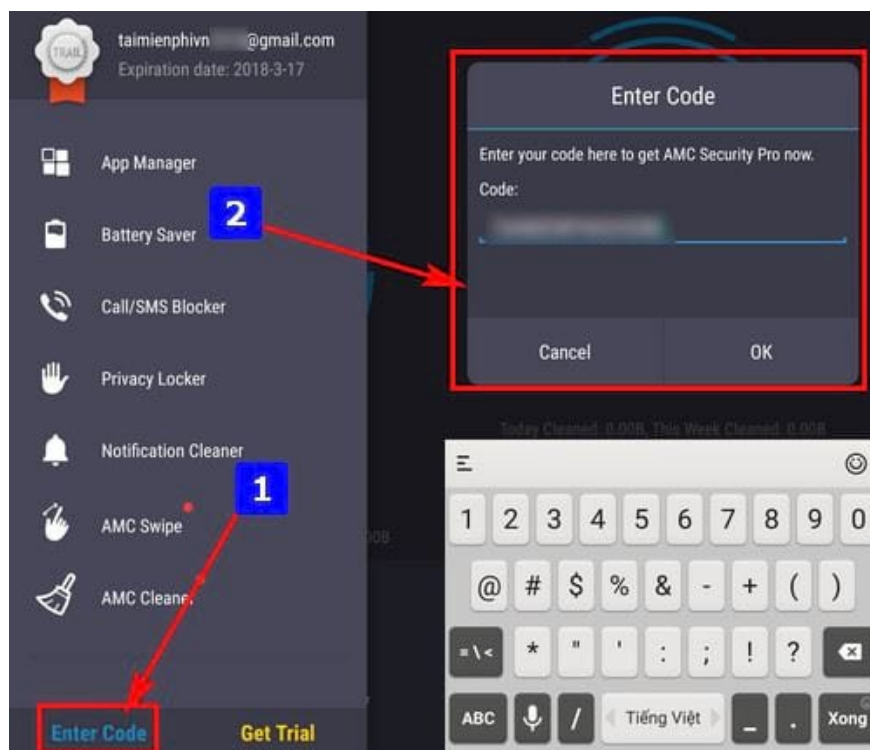 TRAIL
taimienphivn @gmail.com
Expiration date: 2018-3-17
App Manager
Battery Saver
Call/SMS Blocker
Privacy Locker
Notification Cleaner
AMC Swipe
AMC Cleaner
Enter Code
Get Trial
1
2
Enter Code
Enter your code here to get AMC Security Pro now.
Code:
Cancel
OK
Today Cleaned: 0.00B, This Week Cleaned: 0.00B
00B
1 2 3 4 5 6 7 8 9 0
@ # $ % & - + ( )
= \ < * " ' : ; ! ?
ABC / Tiếng Việt _ . Xong